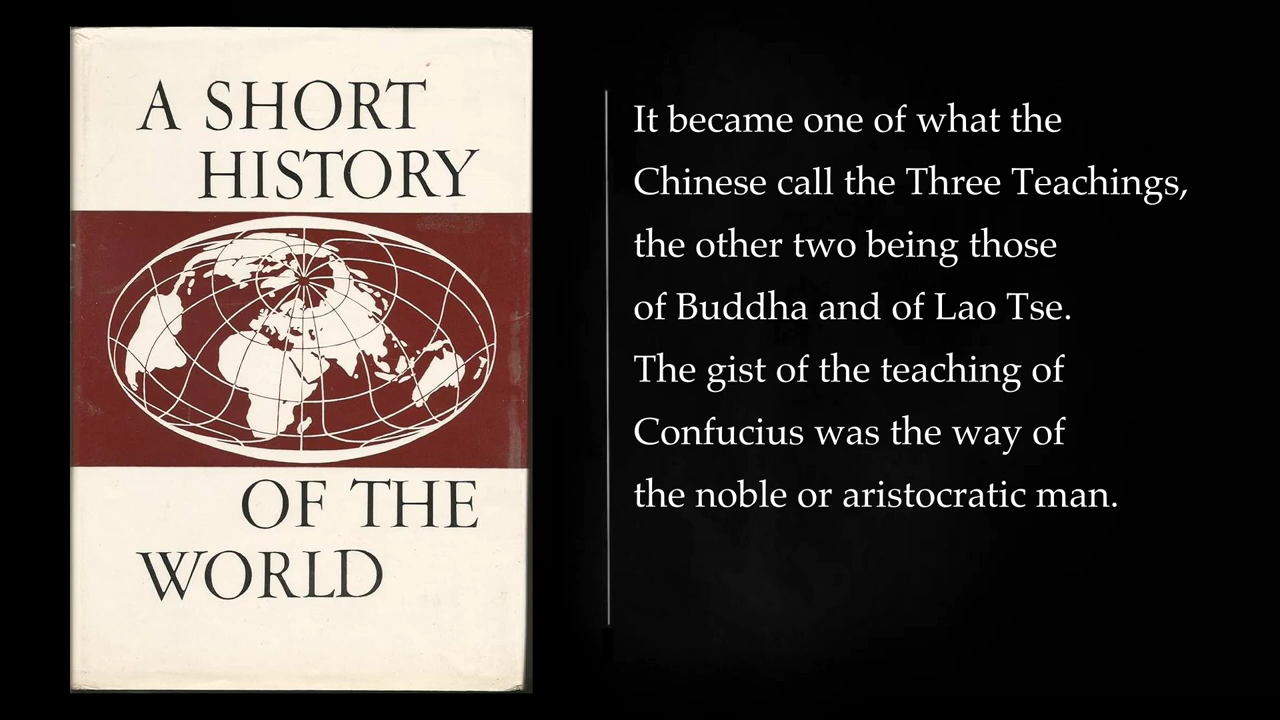 A SHORT
HISTORY
OF THE
WORLD
It became one of what the
Chinese call the Three Teachings,
the other two being those
of Buddha and of Lao Tse.
The gist of the teaching of
Confucius was the way of
the noble or aristocratic man.